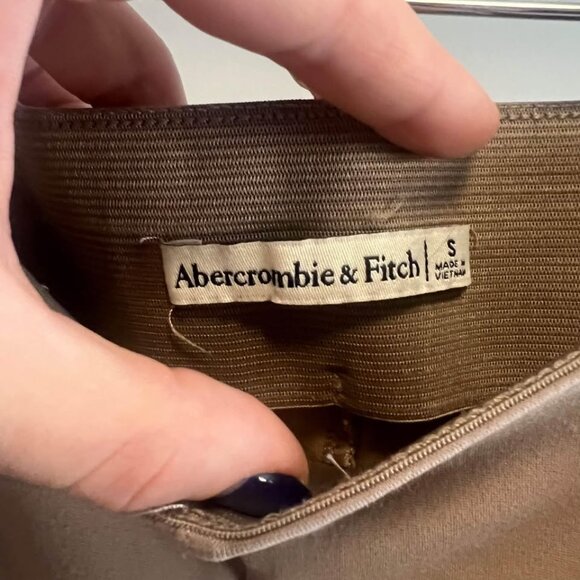 Abercrombie & Fitch | S
MADE IN
VIETNAM